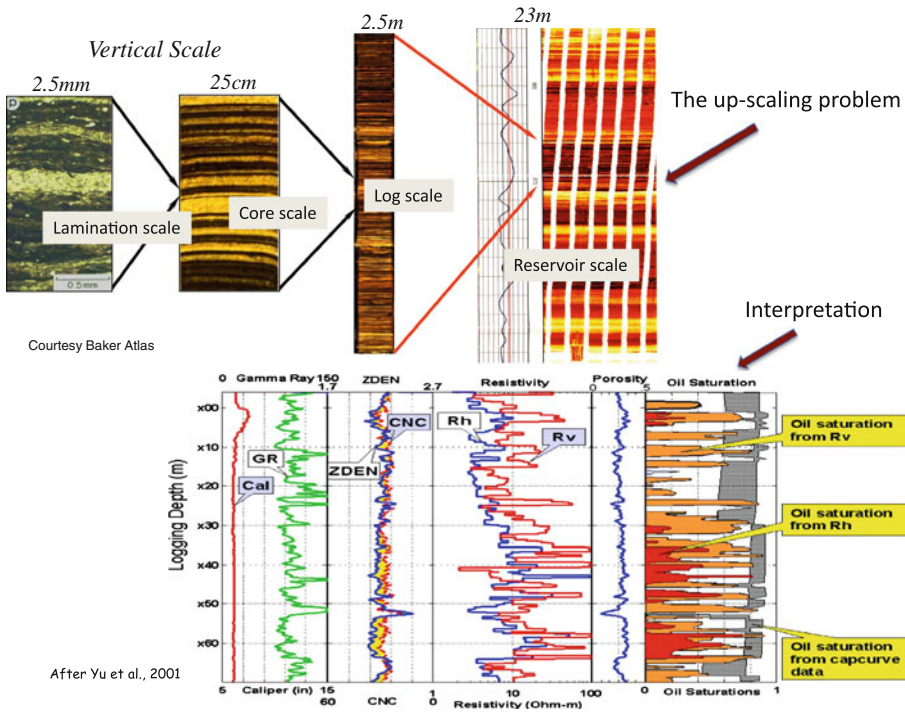 Vertical Scale
2.5mm
25cm
2.5m
23m
p
0.5mm
Lamination scale
Core scale
Log scale
Reservoir scale
The up-scaling problem
Interpretation
Courtesy Baker Atlas
0 Gamma Ray 150
1.7 ZDEN 2.7
Resistivity
Porosity
0 5
Oil Saturation
Logging Depth (m)
x00
x10
x20
x30
x40
x50
x60
GR
Cal
ZDEN
CNC
Rh
Rv
Oil saturation
from Rv
Oil saturation
from Rh
Oil saturation
from capcurve
data
After Yu et al., 2001
5 Caliper (in) 15
60 CNC 0
1 10 100
Resistivity (Ohm-m)
0 Oil Saturations 1